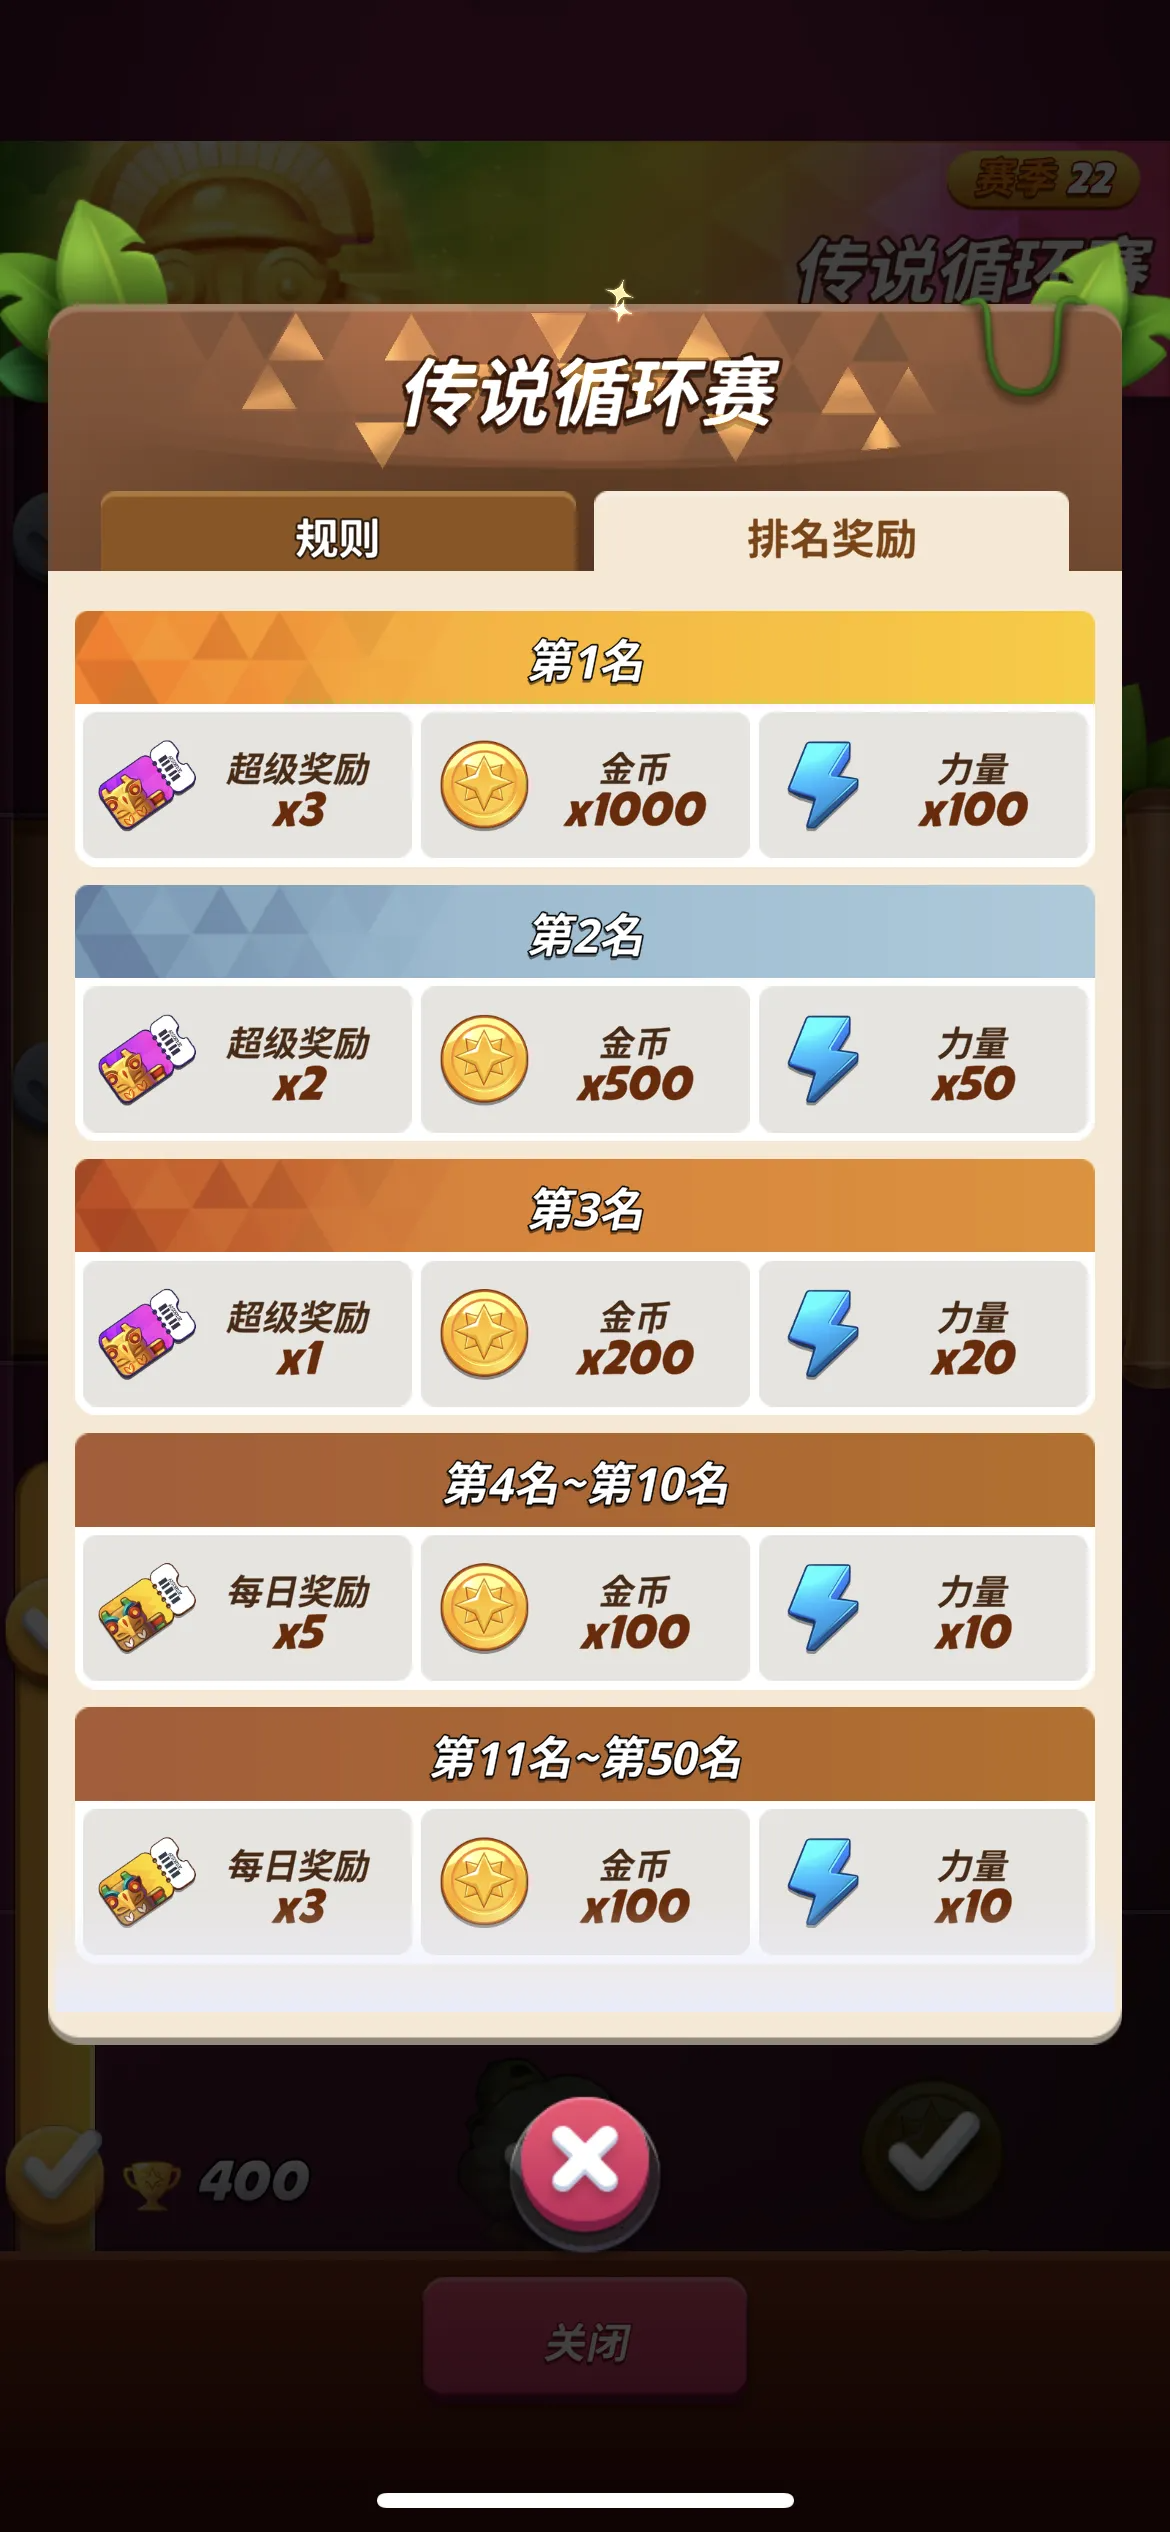 赛季 22
传说循环赛
传说循环赛
规则
排名奖励
第1名
超级奖励
x3
金币
x1000
力量
x100
第2名
超级奖励
x2
金币
x500
力量
x50
第3名
超级奖励
x1
金币
x200
力量
x20
第4名~第10名
每日奖励
x5
金币
x100
力量
x10
第11名~第50名
每日奖励
x3
金币
x100
力量
x10
400
关闭